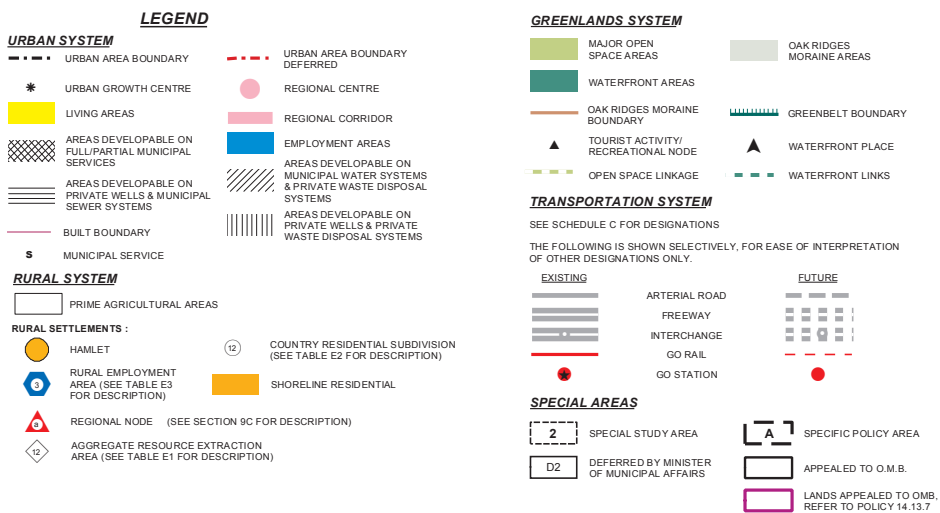 LEGEND
URBAN SYSTEM
URBAN AREA BOUNDARY
URBAN AREA BOUNDARY
DEFERRED
URBAN GROWTH CENTRE
REGIONAL CENTRE
LIVING AREAS
REGIONAL CORRIDOR
AREAS DEVELOPABLE ON
FULL/PARTIAL MUNICIPAL
SERVICES
EMPLOYMENT AREAS
AREAS DEVELOPABLE ON
MUNICIPAL WATER SYSTEMS
& PRIVATE WASTE DISPOSAL
SYSTEMS
AREAS DEVELOPABLE ON
PRIVATE WELLS & MUNICIPAL
SEWER SYSTEMS
AREAS DEVELOPABLE ON
PRIVATE WELLS & PRIVATE
WASTE DISPOSAL SYSTEMS
BUILT BOUNDARY
S MUNICIPAL SERVICE
RURAL SYSTEM
PRIME AGRICULTURAL AREAS
RURAL SETTLEMENTS :
HAMLET
12 COUNTRY RESIDENTIAL SUBDIVISION
(SEE TABLE E2 FOR DESCRIPTION)
3 RURAL EMPLOYMENT
AREA (SEE TABLE E3
FOR DESCRIPTION)
SHORELINE RESIDENTIAL
a REGIONAL NODE (SEE SECTION 9C FOR DESCRIPTION)
12 AGGREGATE RESOURCE EXTRACTION
AREA (SEE TABLE E1 FOR DESCRIPTION)
GREENLANDS SYSTEM
MAJOR OPEN
SPACE AREAS
OAK RIDGES
MORAINE AREAS
WATERFRONT AREAS
OAK RIDGES MORAINE
BOUNDARY
GREENBELT BOUNDARY
TOURIST ACTIVITY/
RECREATIONAL NODE
WATERFRONT PLACE
OPEN SPACE LINKAGE
WATERFRONT LINKS
TRANSPORTATION SYSTEM
SEE SCHEDULE C FOR DESIGNATIONS
THE FOLLOWING IS SHOWN SELECTIVELY, FOR EASE OF INTERPRETATION
OF OTHER DESIGNATIONS ONLY.
EXISTING FUTURE
ARTERIAL ROAD
FREEWAY
INTERCHANGE
GO RAIL
GO STATION
SPECIAL AREAS
2 SPECIAL STUDY AREA
A SPECIFIC POLICY AREA
D2 DEFERRED BY MINISTER
OF MUNICIPAL AFFAIRS
APPEALED TO O.M.B.
LANDS APPEALED TO OMB,
REFER TO POLICY 14.13.7